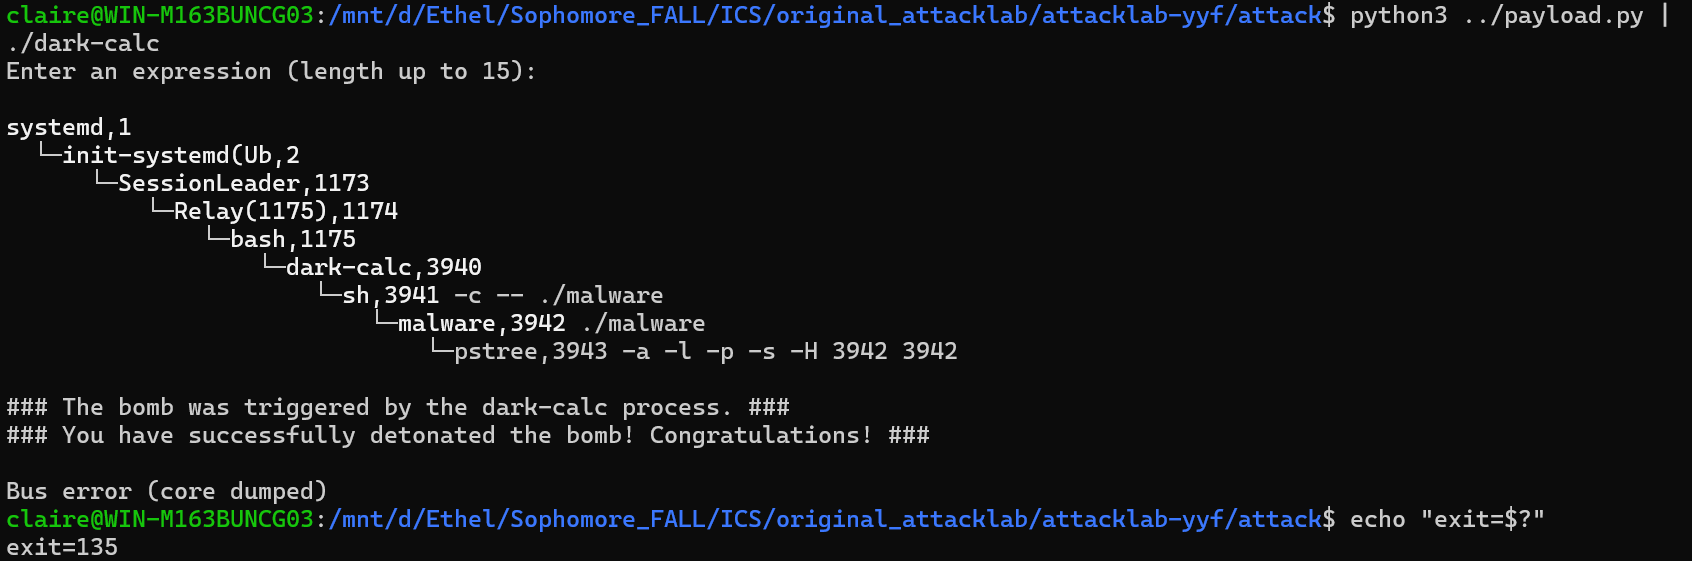 claire@WIN-M163BUNCG03:/mnt/d/Ethel/Sophomore_FALL/ICS/original_attacklab/attacklab-yyf/attack$ python3 ../payload.py |
./dark-calc
Enter an expression (length up to 15):
systemd,1
└─init-systemd(Ub,2
└─SessionLeader,1173
└─Relay(1175),1174
└─bash,1175
└─dark-calc,3940
└─sh,3941 -c -- ./malware
└─malware,3942 ./malware
└─pstree,3943 -a -l -p -s -H 3942 3942
### The bomb was triggered by the dark-calc process. ###
### You have successfully detonated the bomb! Congratulations! ###
Bus error (core dumped)
claire@WIN-M163BUNCG03:/mnt/d/Ethel/Sophomore_FALL/ICS/original_attacklab/attacklab-yyf/attack$ echo "exit=$?"
exit=135